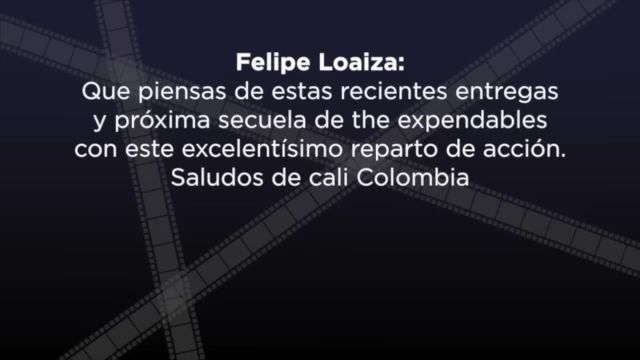 Felipe Loaiza:
Que piensas de estas recientes entregas
y próxima secuela de the expendables
con este excelentísimo reparto de acción.
Saludos de cali Colombia